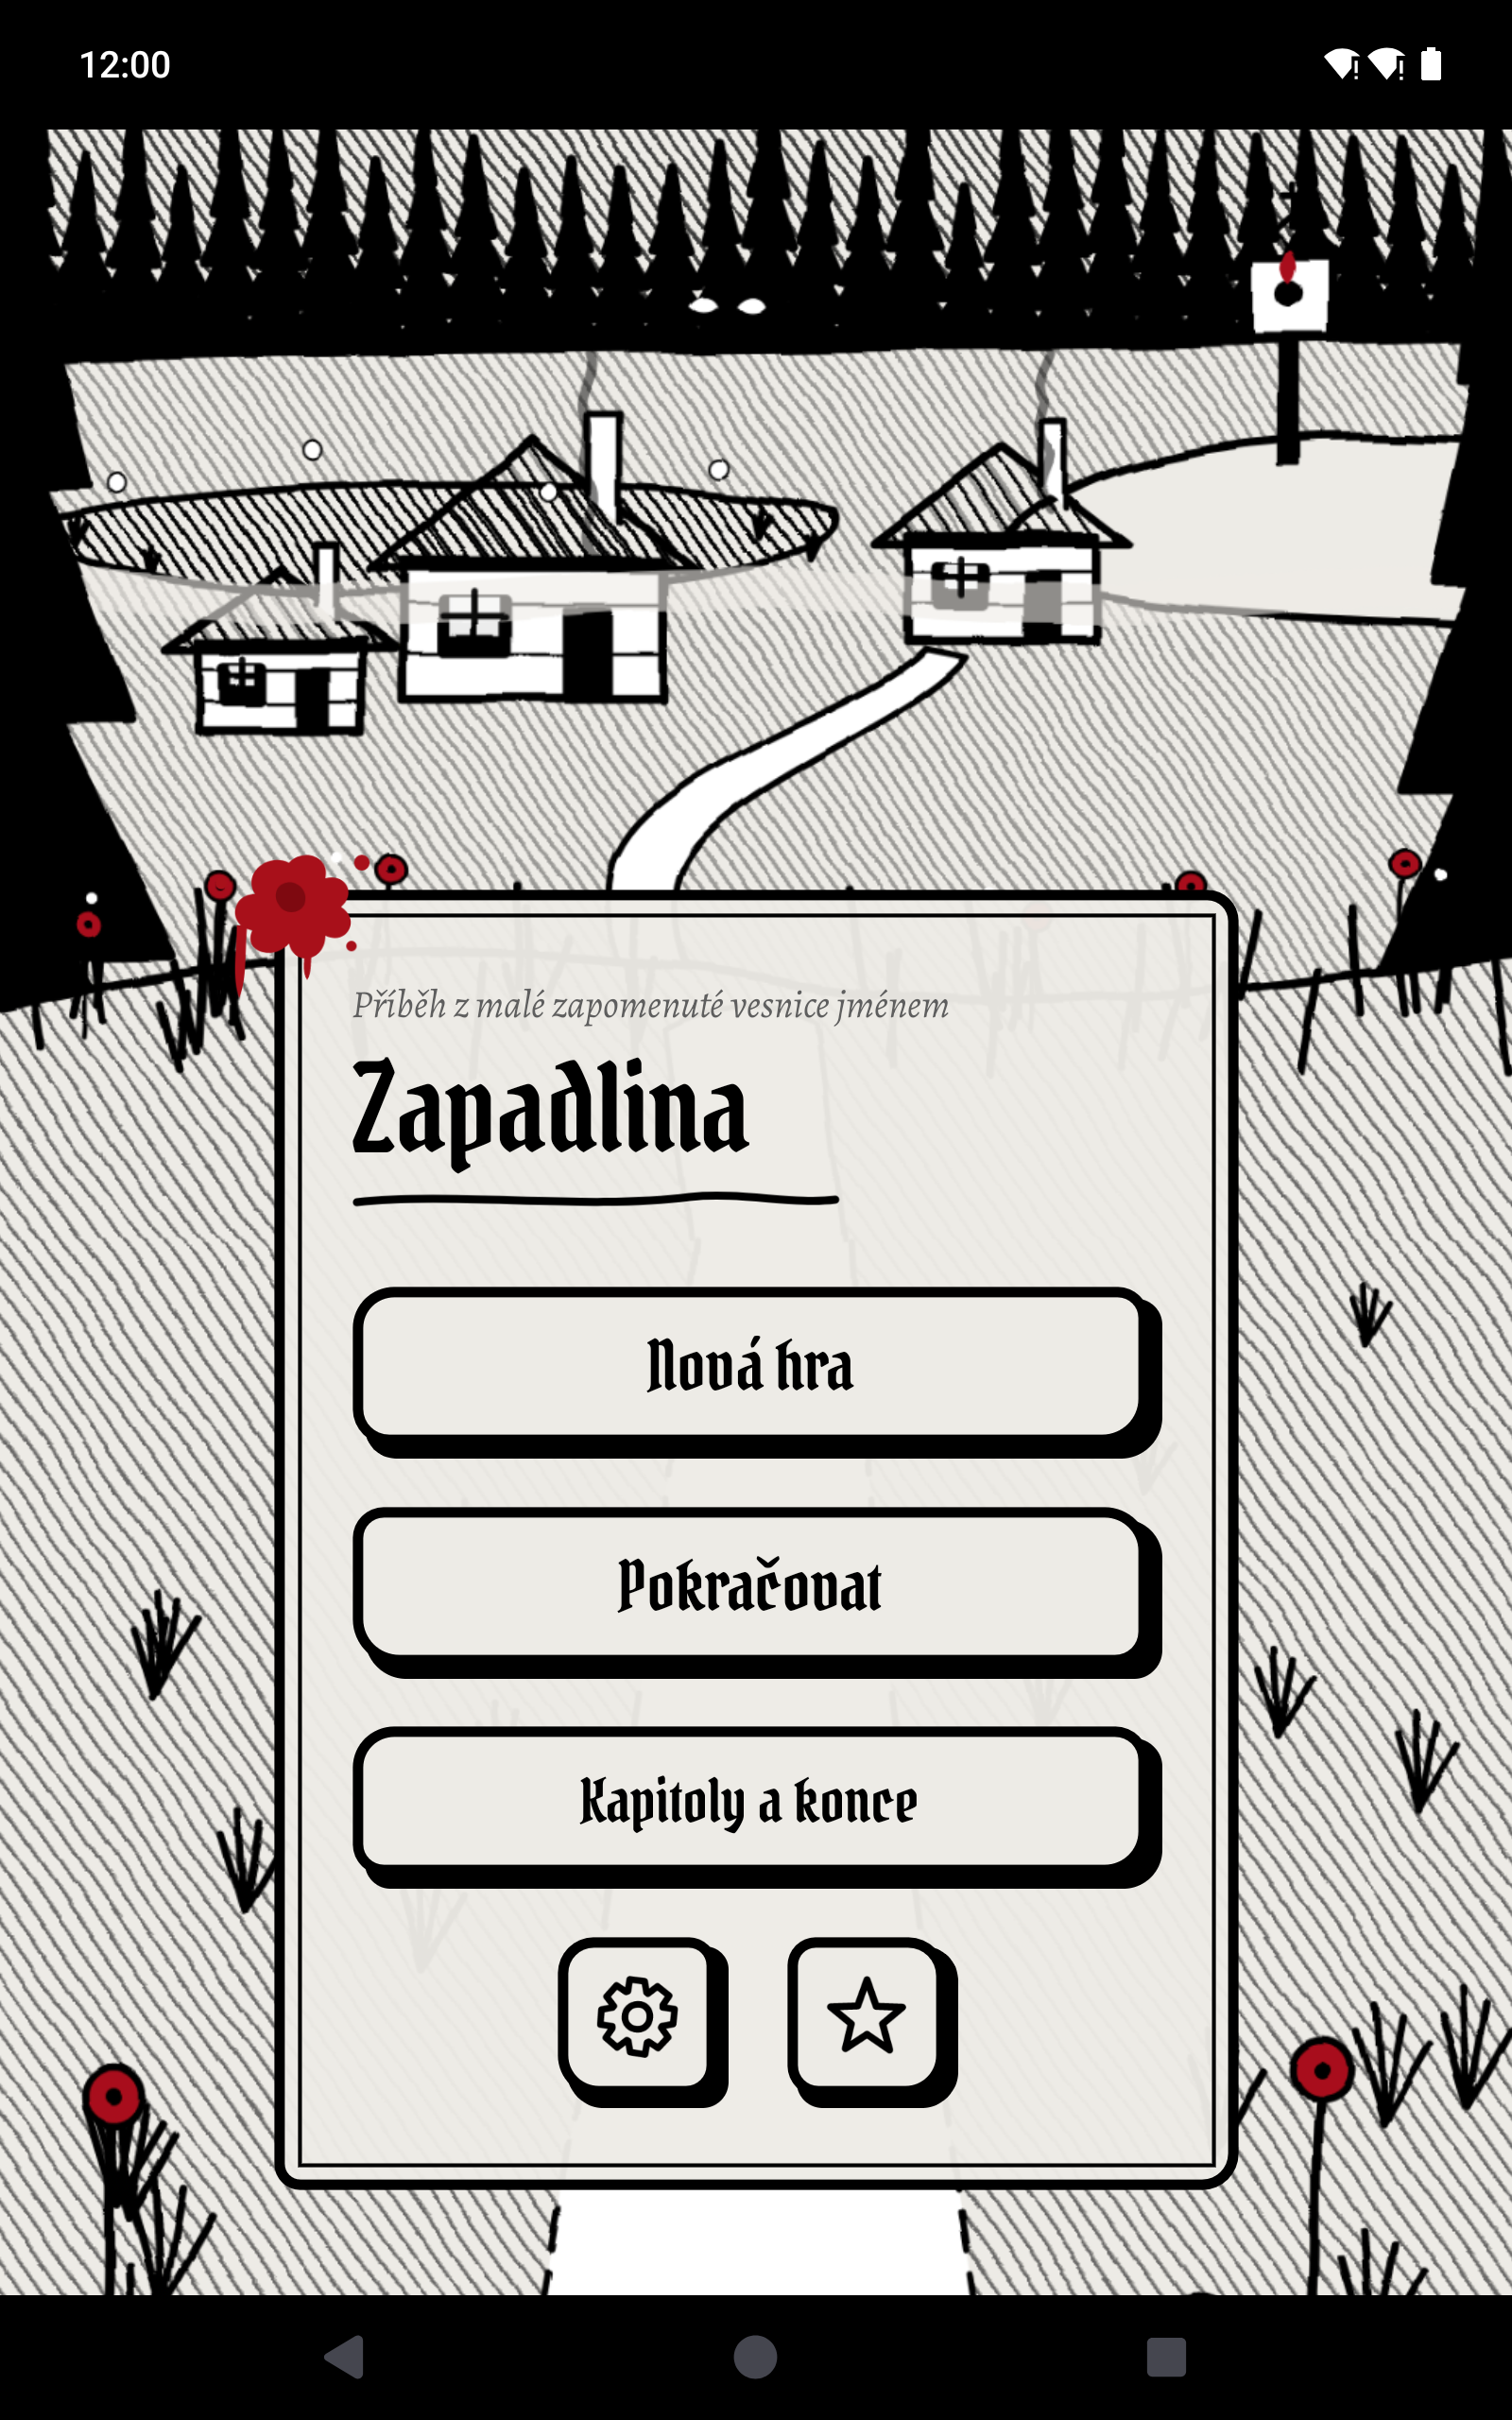 12:00
Příběh z malé zapomenuté vesnice jménem
Zapadlina
Nová hra
Pokračovat
Kapitoly a konce